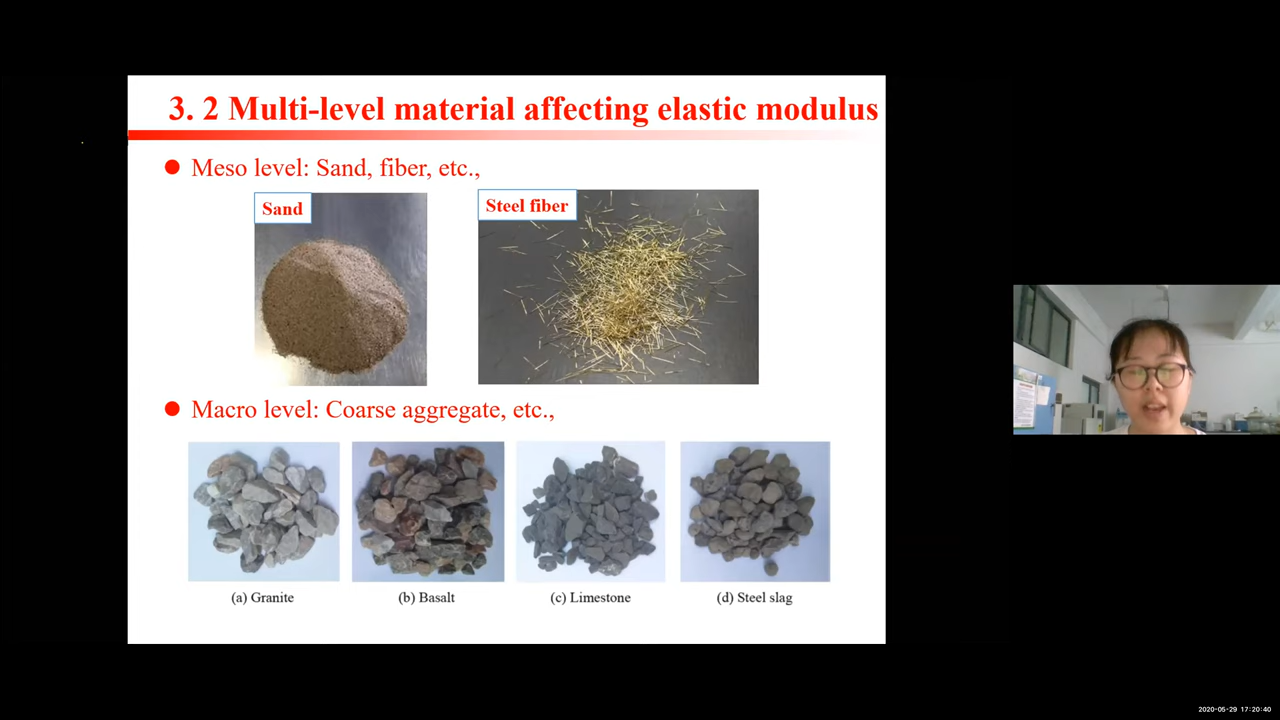 3. 2 Multi-level material affecting elastic modulus
● Meso level: Sand, fiber, etc.,
Sand
Steel fiber
● Macro level: Coarse aggregate, etc.,
(a) Granite
(b) Basalt
(c) Limestone
(d) Steel slag
2020-05-29 17:20:40